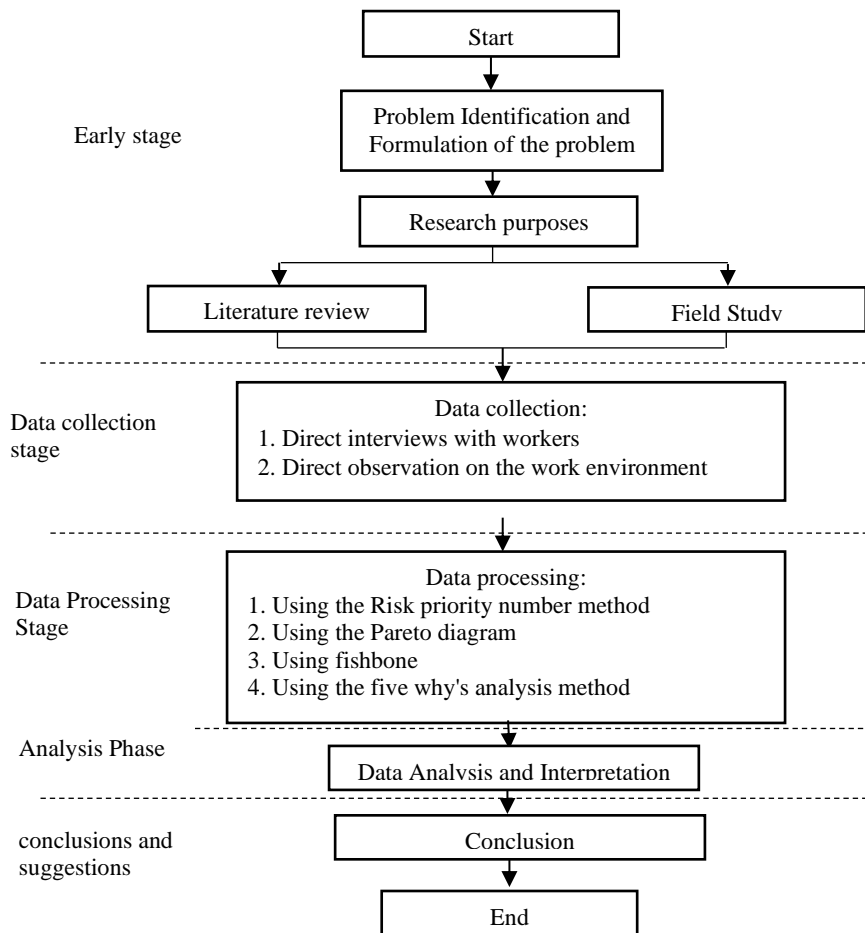 Start
Problem Identification and
Formulation of the problem
Early stage
Research purposes
Literature review
Field Study
Data collection
stage
Data collection:
1. Direct interviews with workers
2. Direct observation on the work environment
Data Processing
Stage
Data processing:
1. Using the Risk priority number method
2. Using the Pareto diagram
3. Using fishbone
4. Using the five why's analysis method
Analysis Phase
Data Analysis and Interpretation
conclusions and
suggestions
Conclusion
End